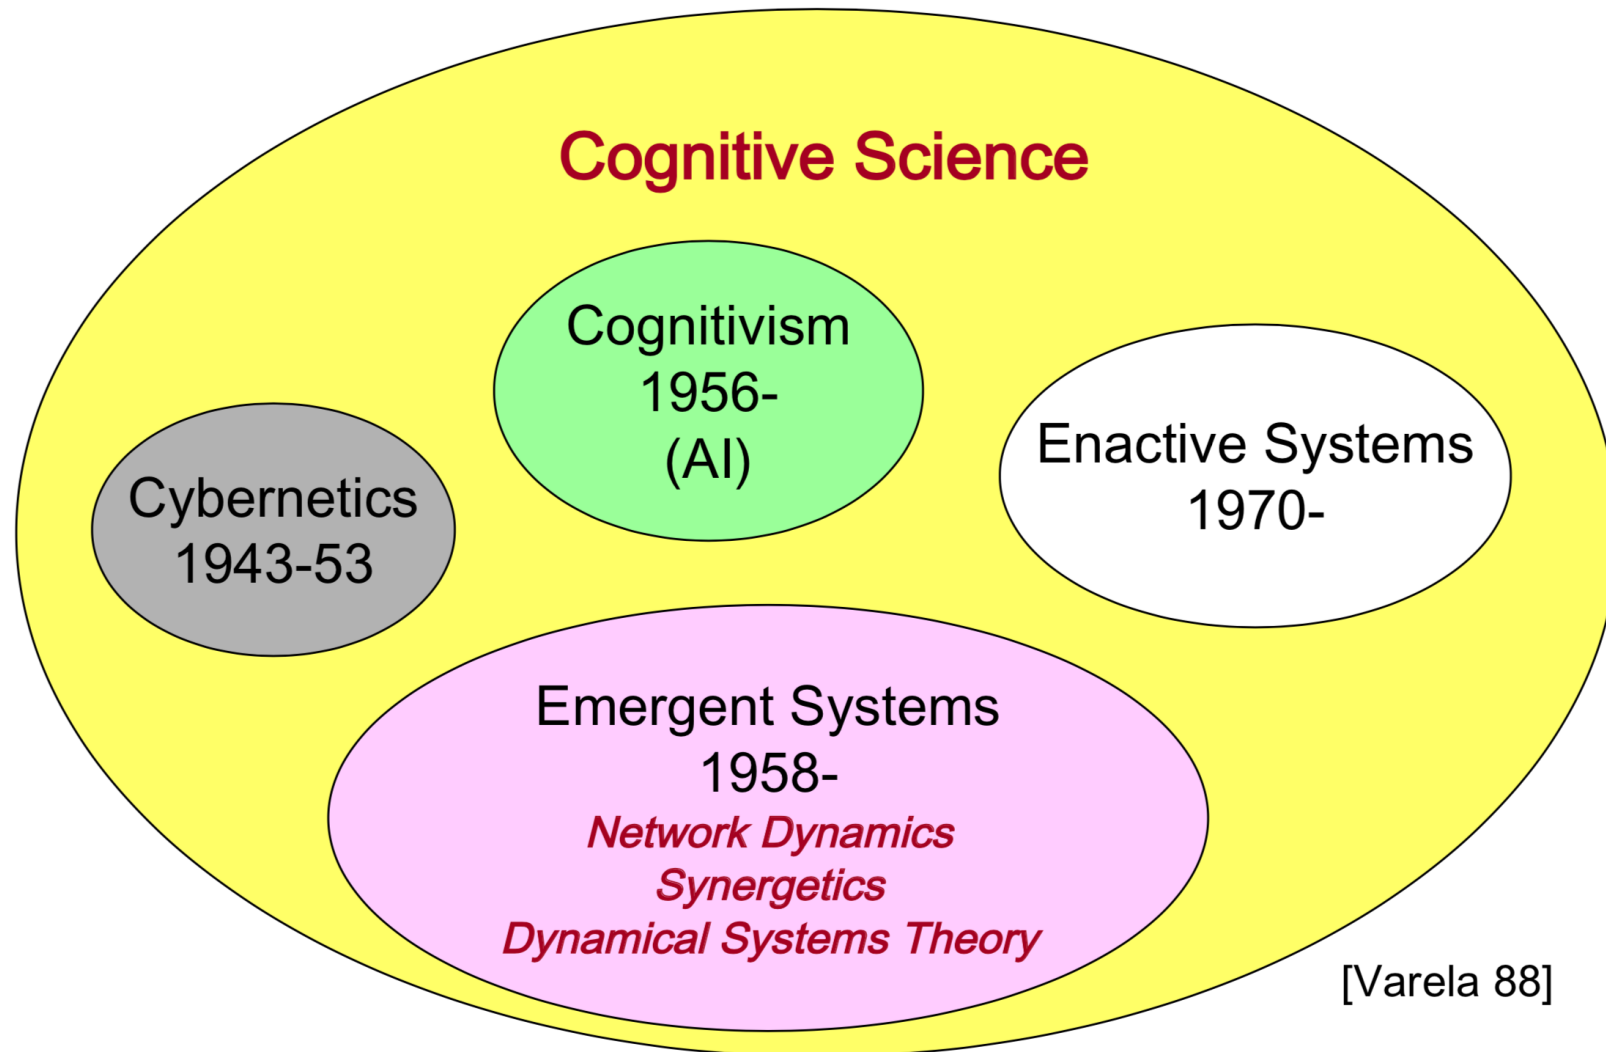 Cognitive Science
Cognitivism
1956-
(AI)
Enactive Systems
1970-
Cybernetics
1943-53
Emergent Systems
1958-
Network Dynamics
Synergetics
Dynamical Systems Theory
[Varela 88]